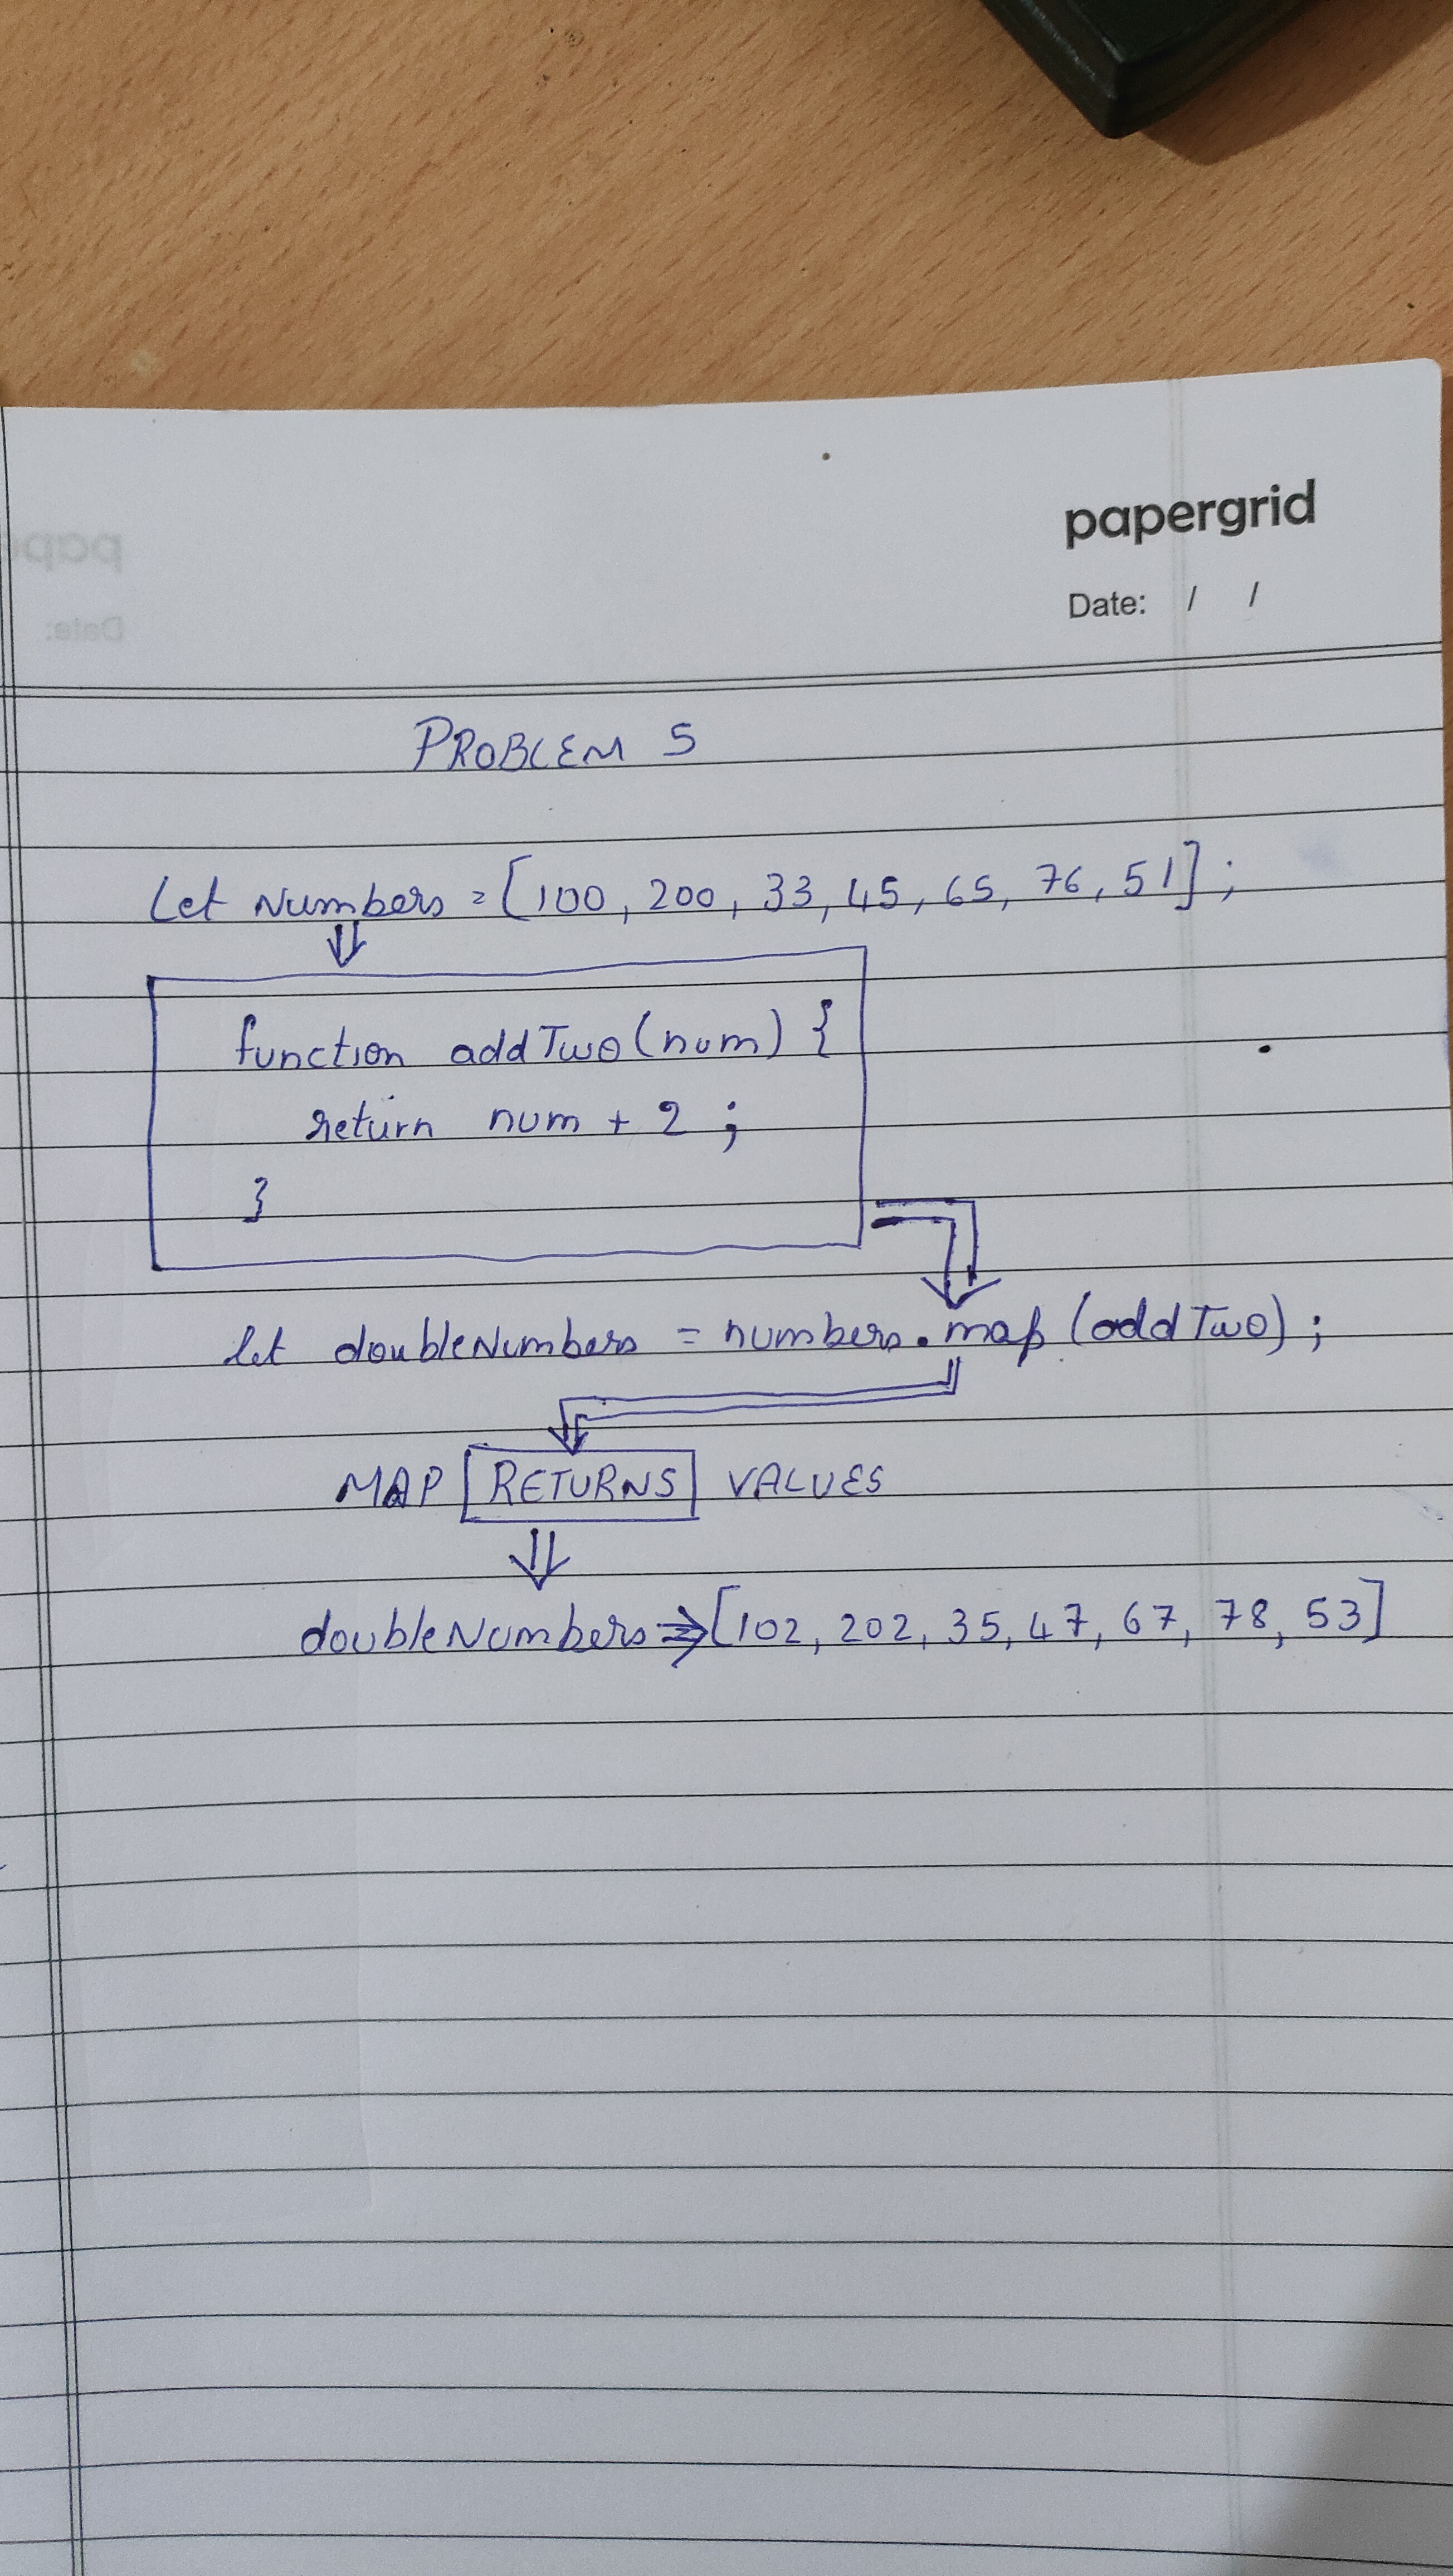 papergrid
Date: / /
PROBLEM 5
Let Numbers = [100, 200, 33, 45, 65, 76, 51];
function addTwo(num) {
return num + 2 ;
}
let doubleNumbers = numbers.map(addTwo);
MAP RETURNS VALUES
doubleNumbers ⇒ [102, 202, 35, 47, 67, 78, 53]